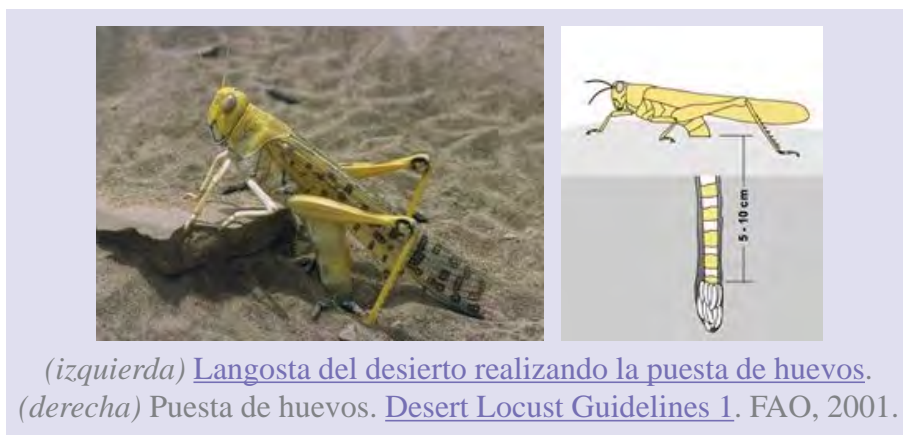 5 - 10 cm
(izquierda) Langosta del desierto realizando la puesta de huevos.
(derecha) Puesta de huevos. Desert Locust Guidelines 1. FAO, 2001.